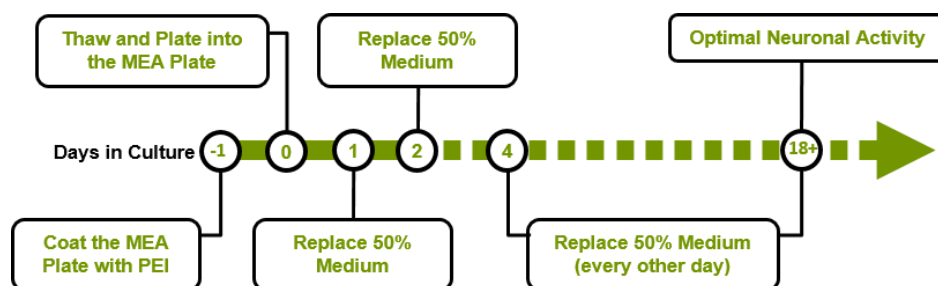 Thaw and Plate into
the MEA Plate
Replace 50%
Medium
Optimal Neuronal Activity
Days in Culture -1 0 1 2 4 18+
Coat the MEA
Plate with PEI
Replace 50%
Medium
Replace 50% Medium
(every other day)